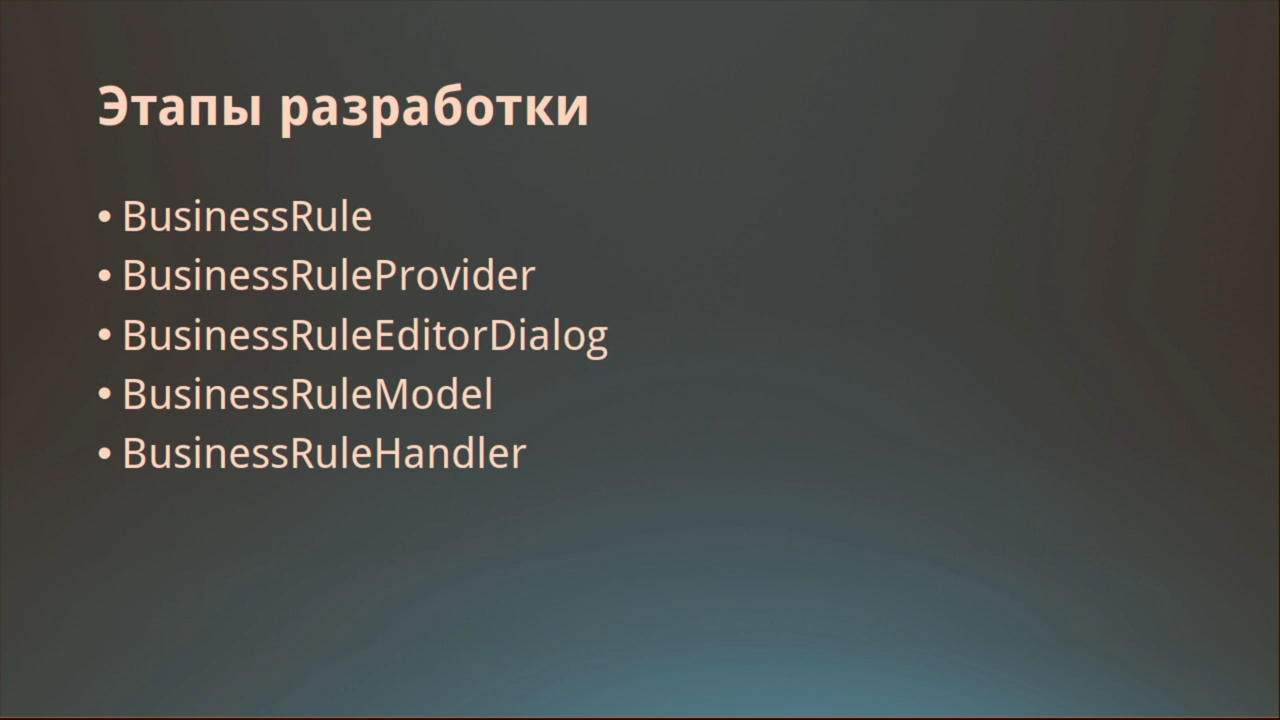 Этапы разработки
• BusinessRule
• BusinessRuleProvider
• BusinessRuleEditorDialog
• BusinessRuleModel
• BusinessRuleHandler